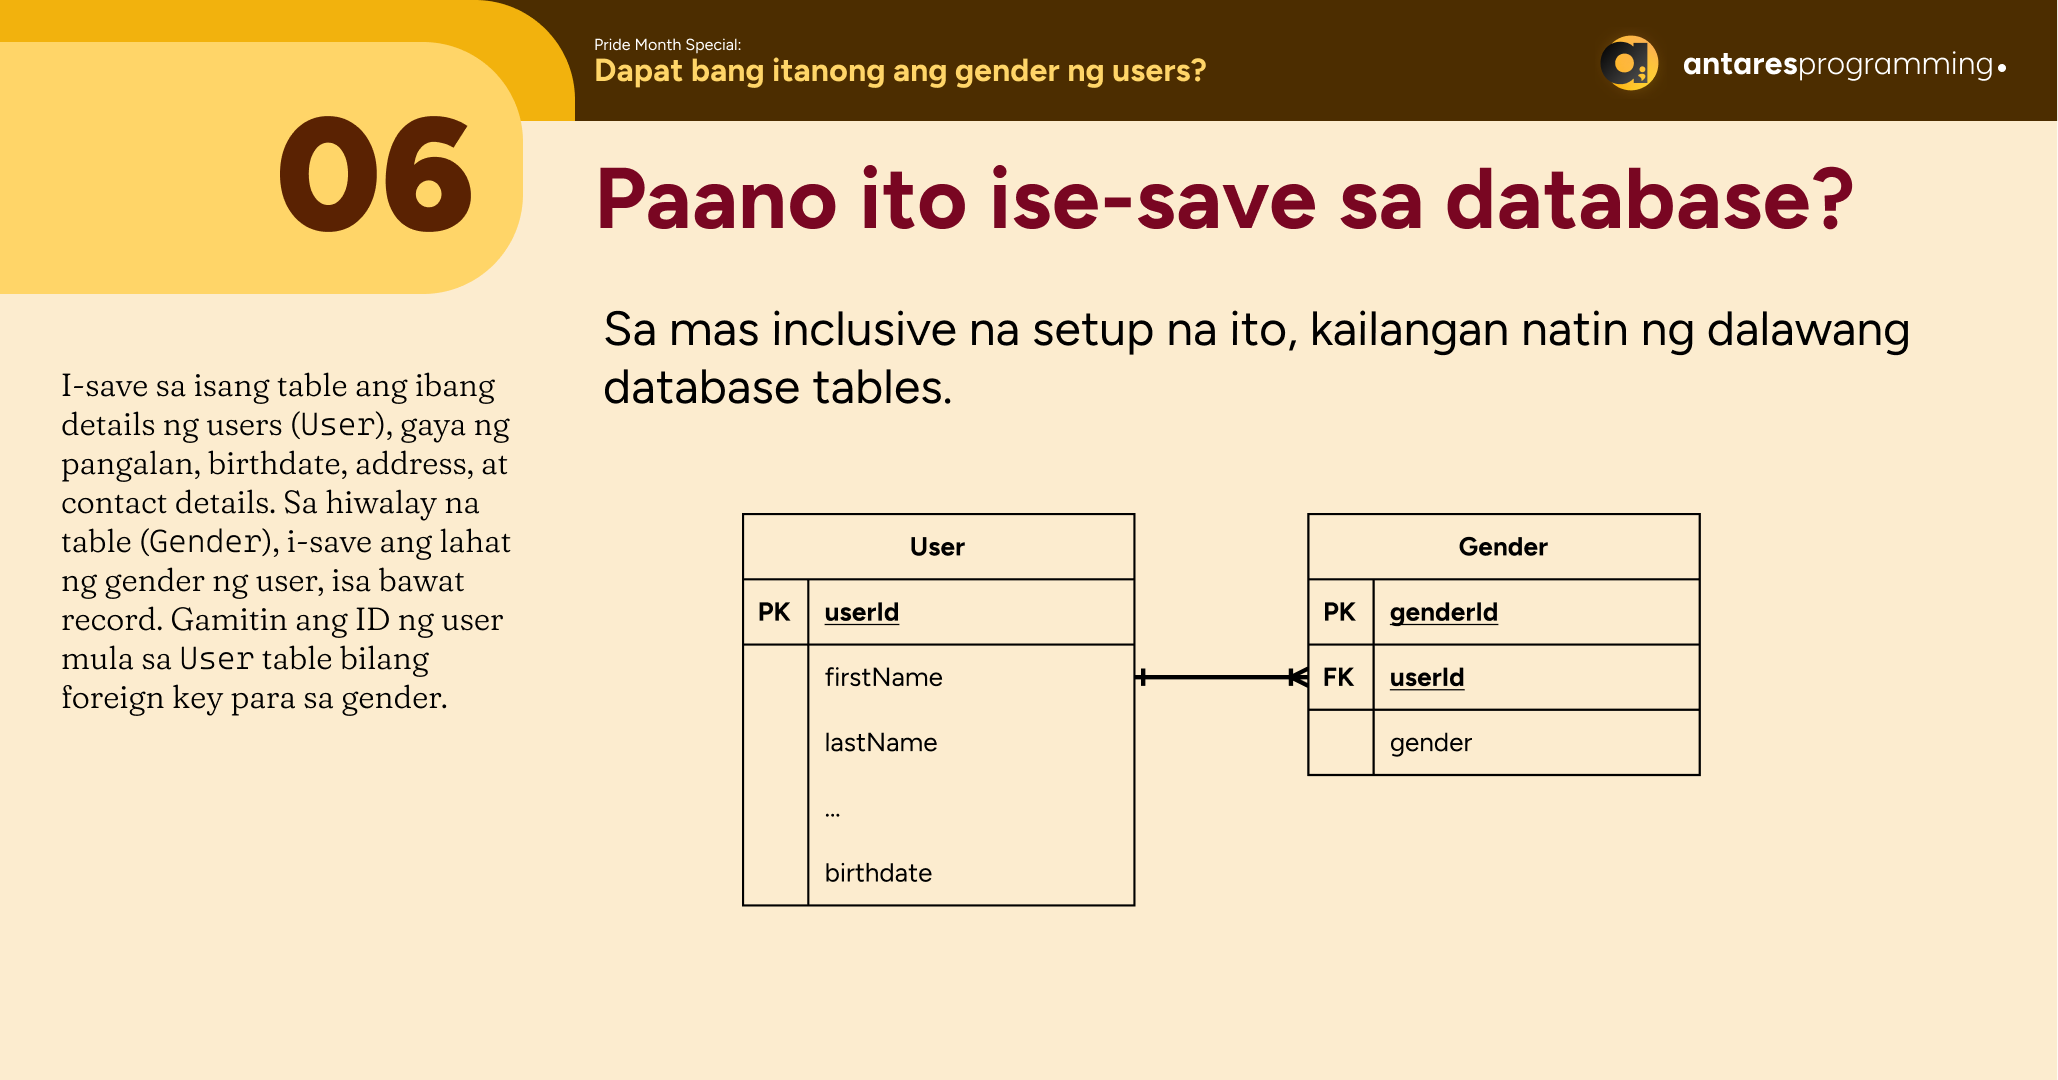 Pride Month Special:
Dapat bang itanong ang gender ng users?
antaresprogramming.
06
Paano ito ise-save sa database?
Sa mas inclusive na setup na ito, kailangan natin ng dalawang
database tables.
I-save sa isang table ang ibang
details ng users (User), gaya ng
pangalan, birthdate, address, at
contact details. Sa hiwalay na
table (Gender), i-save ang lahat
ng gender ng user, isa bawat
record. Gamitin ang ID ng user
mula sa User table bilang
foreign key para sa gender.
User
PK userId
firstName
lastName
...
birthdate
Gender
PK genderId
FK userId
gender